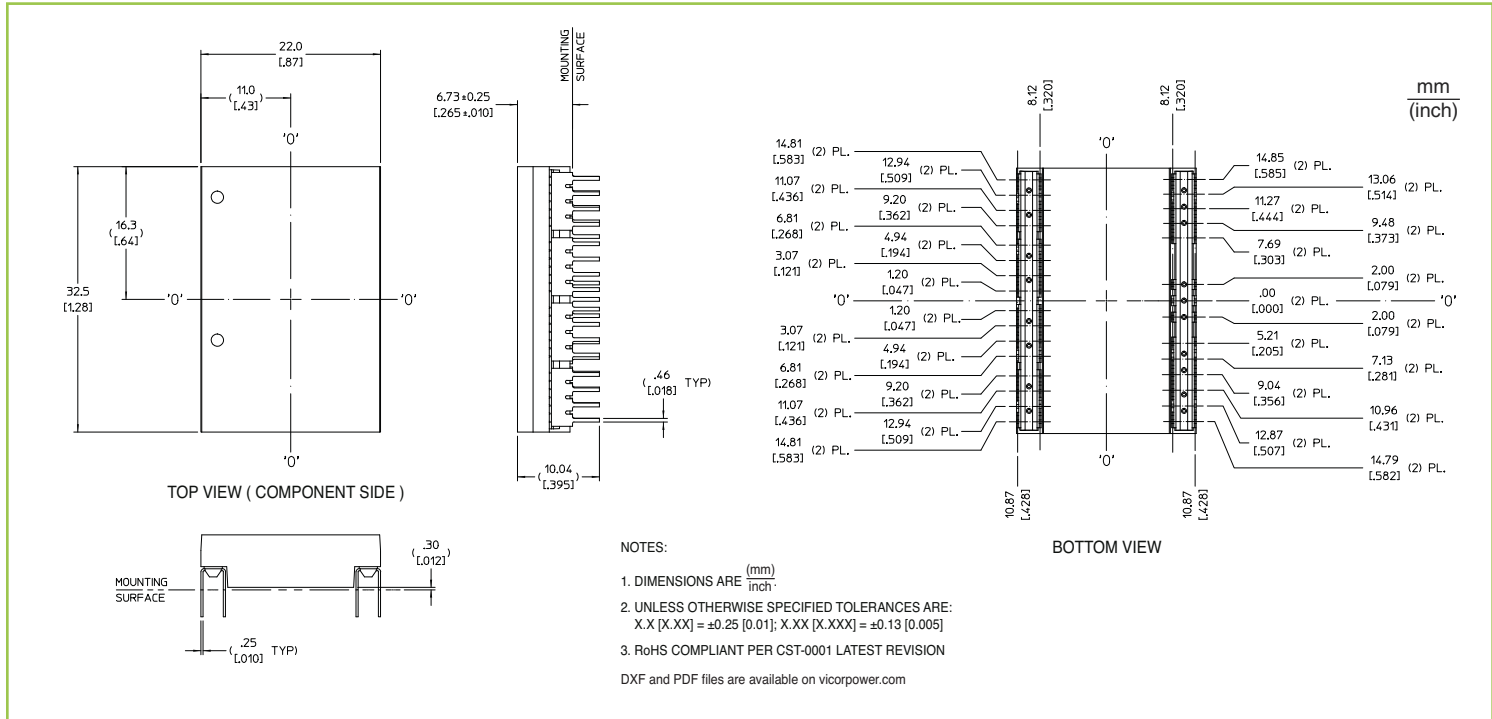 22.0
[.87]
11.0
( [.43] )
'0'
16.3
( [.64] )
32.5
[1.28]
'0'
'0'
'0'
TOP VIEW ( COMPONENT SIDE )
MOUNTING
SURFACE
6.73 ±0.25
[.265 ±.010]
( .46
[.018] TYP)
( 10.04
[.395] )
MOUNTING
SURFACE
( .30
[.012] )
( .25
[.010] TYP)
mm
(inch)
8.12
[.320]
8.12
[.320]
'0'
14.81
[.583] (2) PL.
12.94
[.509] (2) PL.
11.07
[.436] (2) PL.
9.20
[.362] (2) PL.
6.81
[.268] (2) PL.
4.94
[.194] (2) PL.
3.07
[.121] (2) PL.
1.20
[.047] (2) PL.
'0'
1.20
[.047] (2) PL.
3.07
[.121] (2) PL.
4.94
[.194] (2) PL.
6.81
[.268] (2) PL.
9.20
[.362] (2) PL.
11.07
[.436] (2) PL.
12.94
[.509] (2) PL.
14.81
[.583] (2) PL.
14.85
[.585] (2) PL.
13.06
[.514] (2) PL.
11.27
[.444] (2) PL.
9.48
[.373] (2) PL.
7.69
[.303] (2) PL.
2.00
[.079] (2) PL.
.00
[.000] (2) PL.
'0'
2.00
[.079] (2) PL.
5.21
[.205] (2) PL.
7.13
[.281] (2) PL.
9.04
[.356] (2) PL.
10.96
[.431] (2) PL.
12.87
[.507] (2) PL.
14.79
[.582] (2) PL.
'0'
10.87
[.428]
10.87
[.428]
BOTTOM VIEW
NOTES:
1. DIMENSIONS ARE (mm)
inch.
2. UNLESS OTHERWISE SPECIFIED TOLERANCES ARE:
X.X [X.XX] = ±0.25 [0.01]; X.XX [X.XXX] = ±0.13 [0.005]
3. RoHS COMPLIANT PER CST-0001 LATEST REVISION
DXF and PDF files are available on vicorpower.com